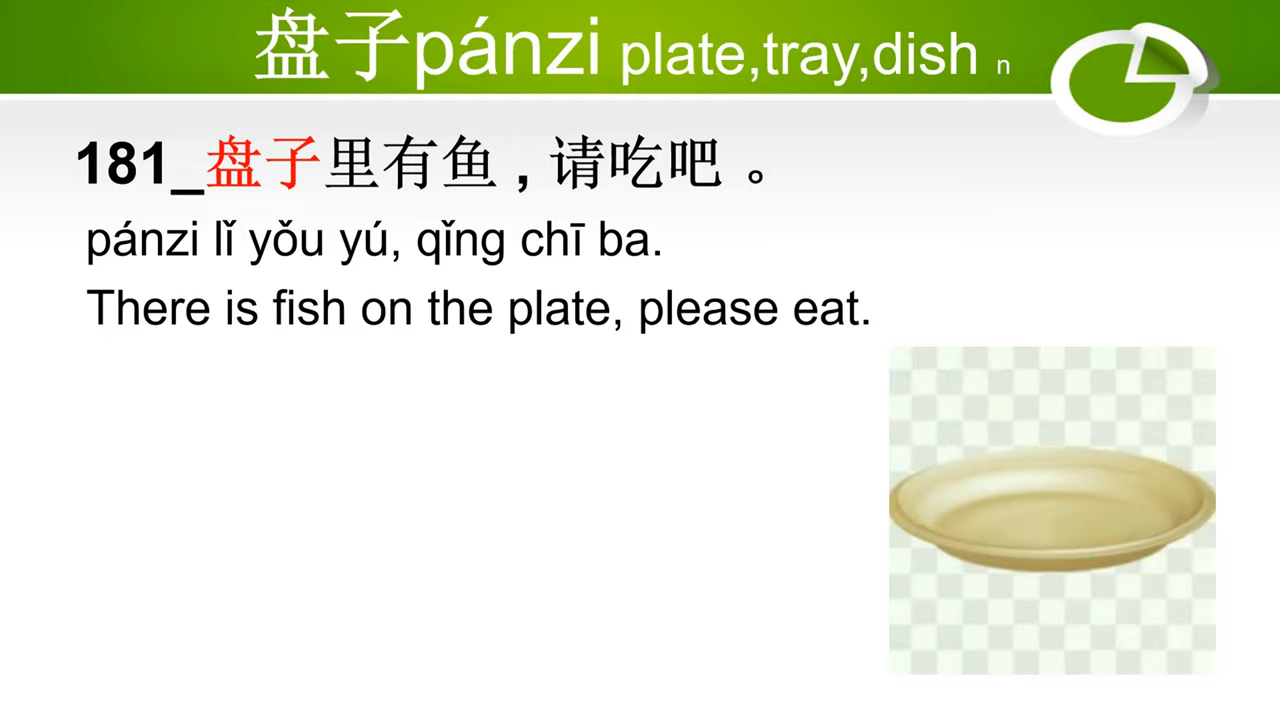 盘子pánzi plate,tray,dish n
181_盘子里有鱼，请吃吧。
pánzi lǐ yǒu yú, qǐng chī ba.
There is fish on the plate, please eat.